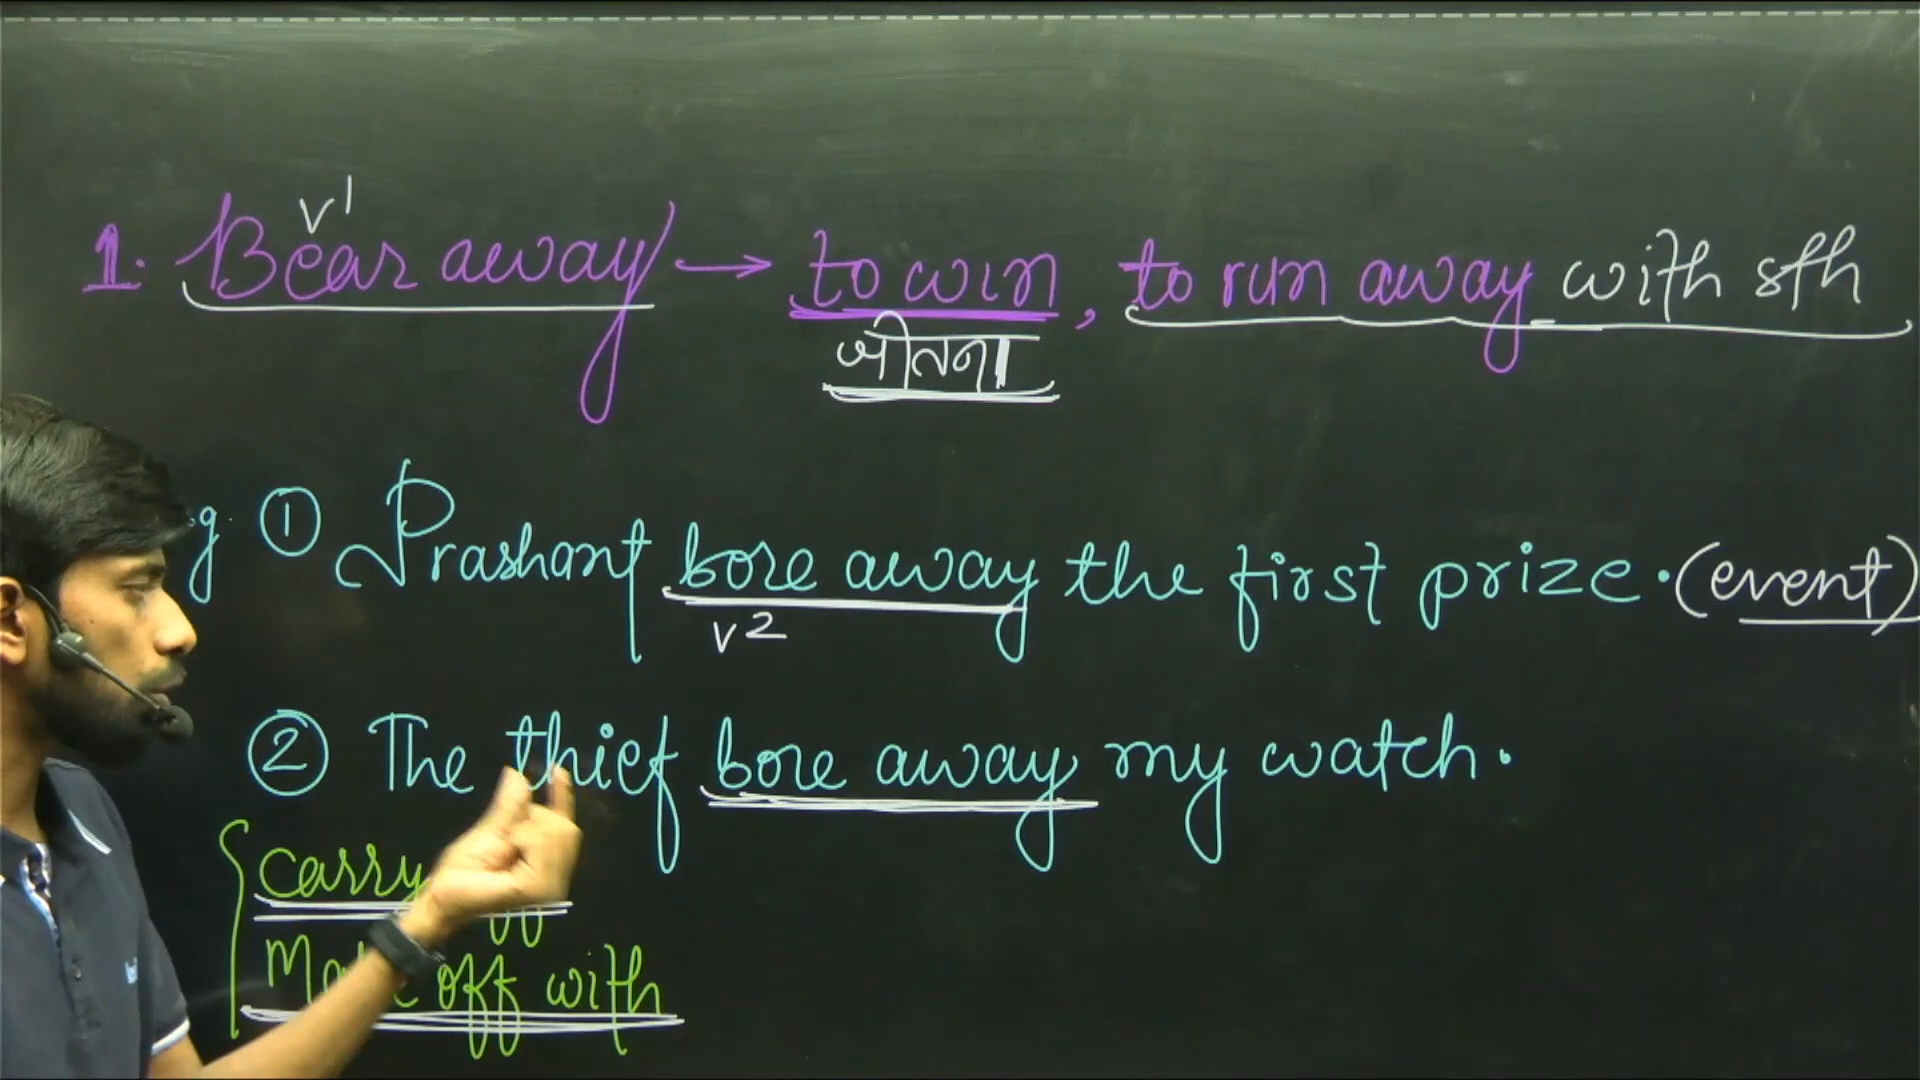 V1
1. Bear away → to win, to run away with sth
जीतना
g. ① Prashant bore away the first prize. (event)
V2
② The thief bore away my watch.
Carry
off with